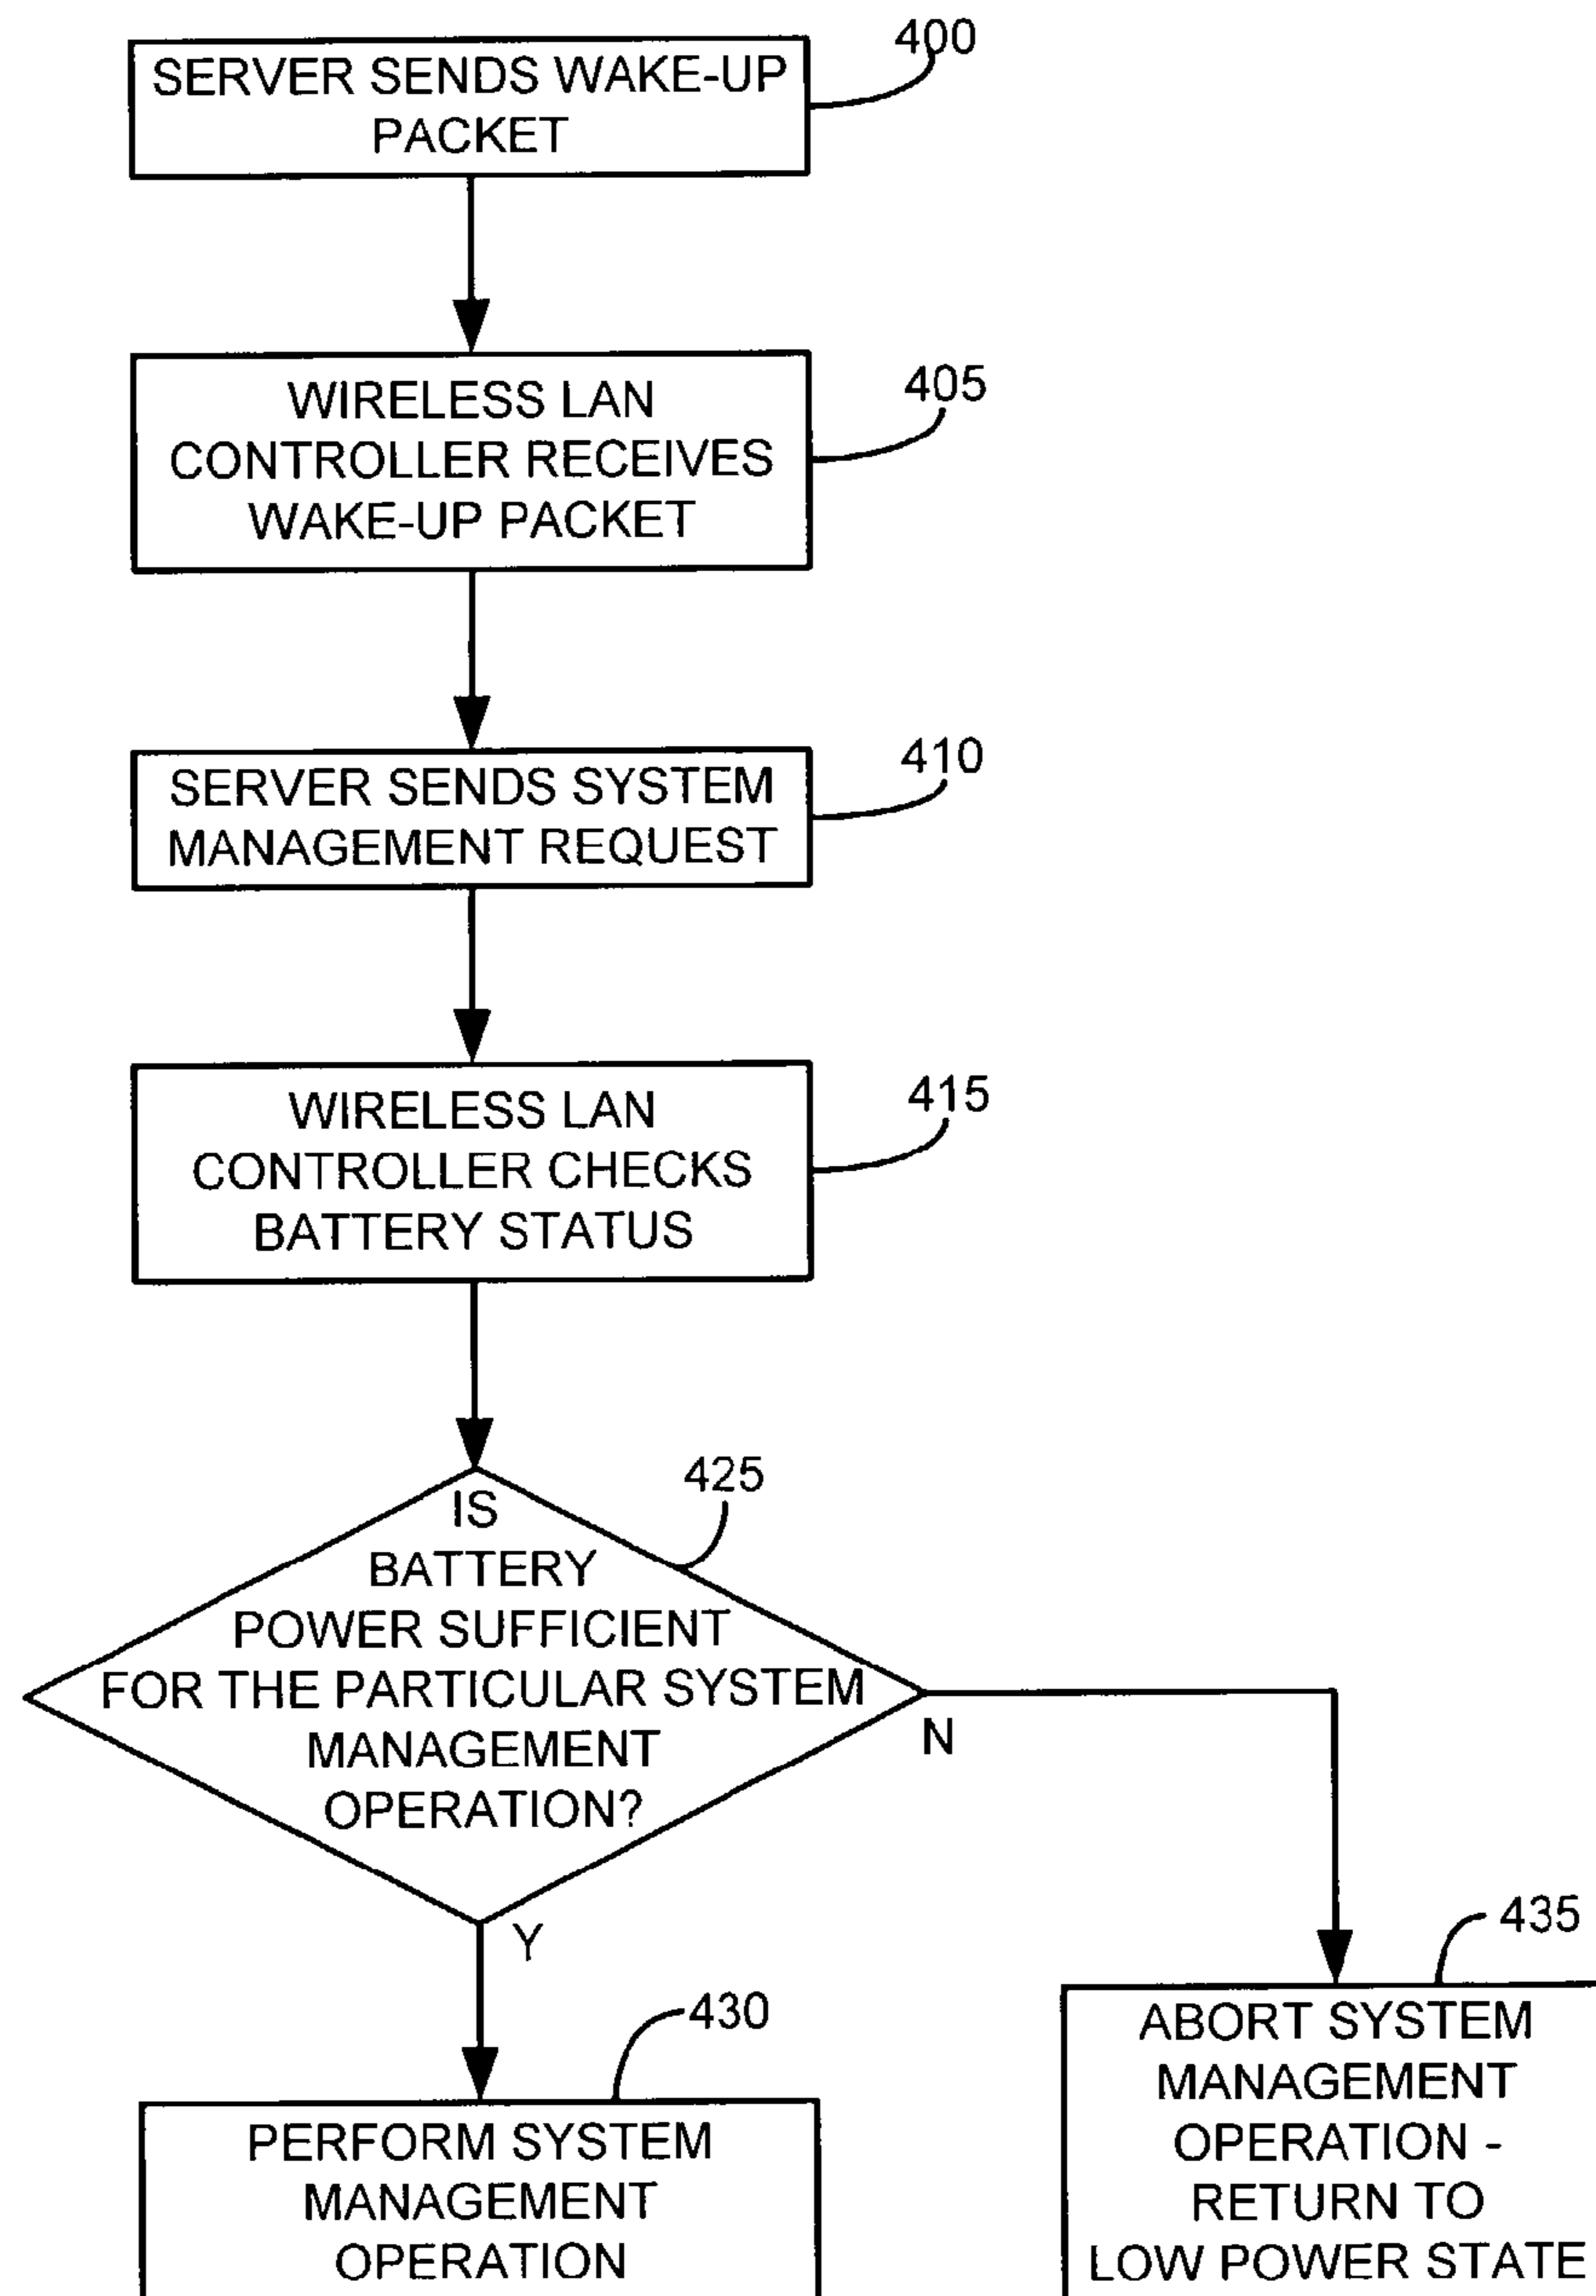 400
SERVER SENDS WAKE-UP
PACKET
405
WIRELESS LAN
CONTROLLER RECEIVES
WAKE-UP PACKET
410
SERVER SENDS SYSTEM
MANAGEMENT REQUEST
415
WIRELESS LAN
CONTROLLER CHECKS
BATTERY STATUS
425
IS
BATTERY
POWER SUFFICIENT
FOR THE PARTICULAR SYSTEM
MANAGEMENT
OPERATION?
N
Y
430
PERFORM SYSTEM
MANAGEMENT
OPERATION
435
ABORT SYSTEM
MANAGEMENT
OPERATION -
RETURN TO
LOW POWER STATE